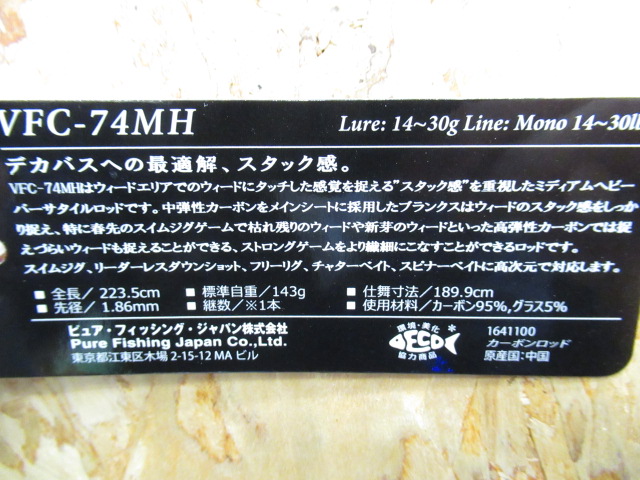 VFC-74MH Lure: 14~30g Line: Mono 14~30lb
デカバスへの最適解、スタック感。
VFC-74MHはウィードエリアでのウィードにタッチした感覚を捉える"スタック感"を重視したミディアムヘビー
バーサタイルロッドです。中弾性カーボンをメインシートに採用したブランクスはウィードのスタック感をしっか
り捉え、特に春先のスイムジグゲームで枯れ残りのウィードや新芽のウィードといった高弾性カーボンでは捉
えづらいウィードも捉えることができる、ストロングゲームをより繊細にこなすことができるロッドです。
スイムジグ、リーダーレスダウンショット、フリーリグ、チャターベイト、スピナーベイトに高次元で対応します。
■ 全長／223.5cm ■ 標準自重／143g ■ 仕舞寸法／189.9cm
■ 先径／1.86mm ■ 継数／※1本 ■ 使用材料／カーボン95%,グラス5%
ピュア・フィッシング・ジャパン株式会社
Pure Fishing Japan Co.,Ltd.
東京都江東区木場 2-15-12 MA ビル
環境・美化
ECO
協力商品
1641100
カーボンロッド
原産国：中国